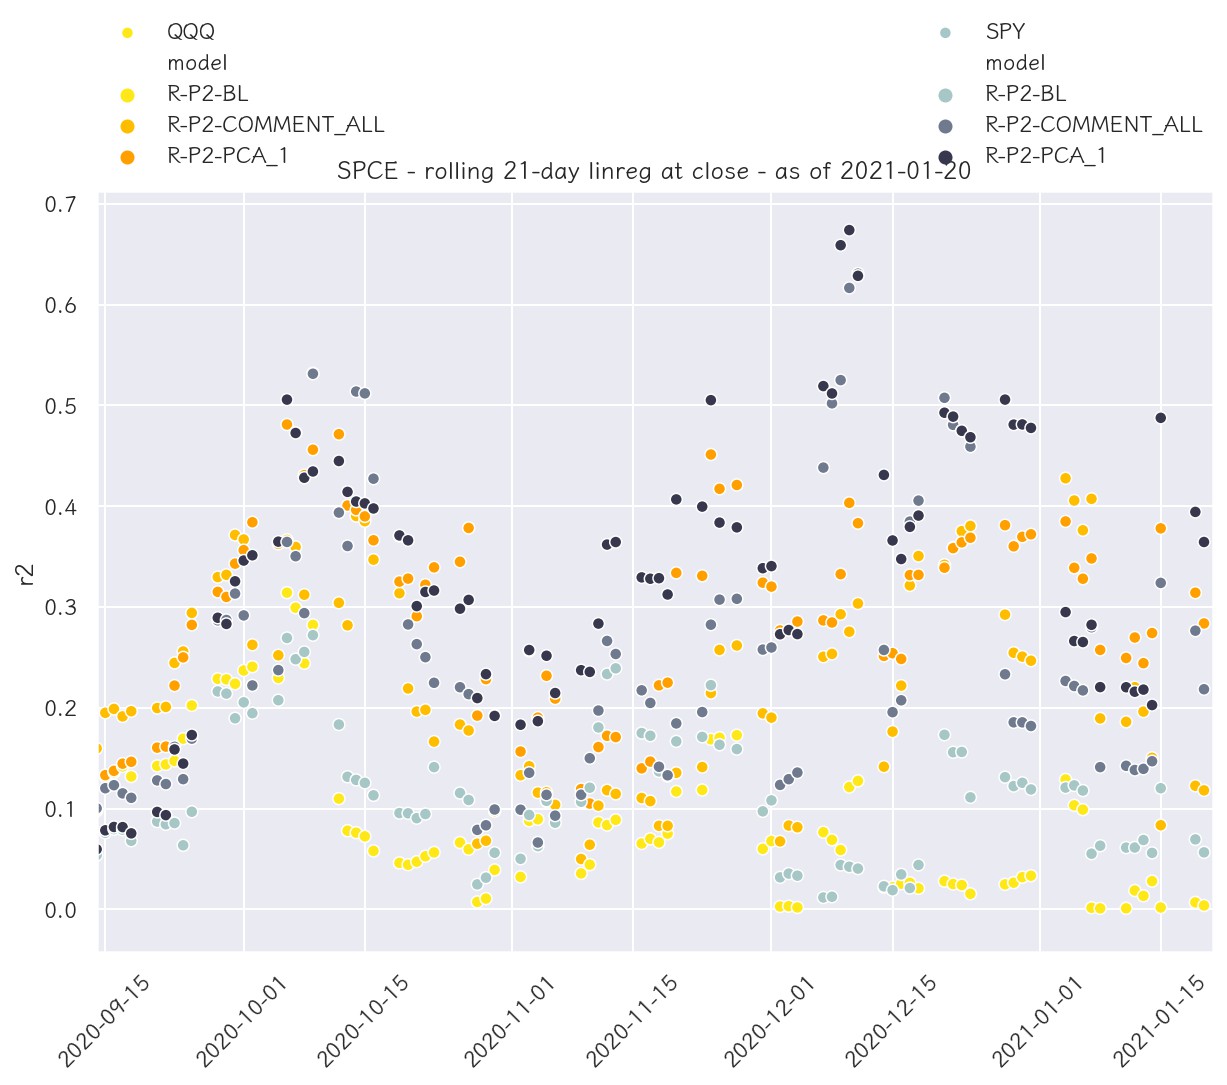 QQQ
model
R-P2-BL
R-P2-COMMENT_ALL
R-P2-PCA_1
SPY
model
R-P2-BL
R-P2-COMMENT_ALL
R-P2-PCA_1
SPCE - rolling 21-day linreg at close - as of 2021-01-20
0.7
0.6
0.5
0.4
0.3
0.2
0.1
0.0
r2
2020-09-15
2020-10-01
2020-10-15
2020-11-01
2020-11-15
2020-12-01
2020-12-15
2021-01-01
2021-01-15